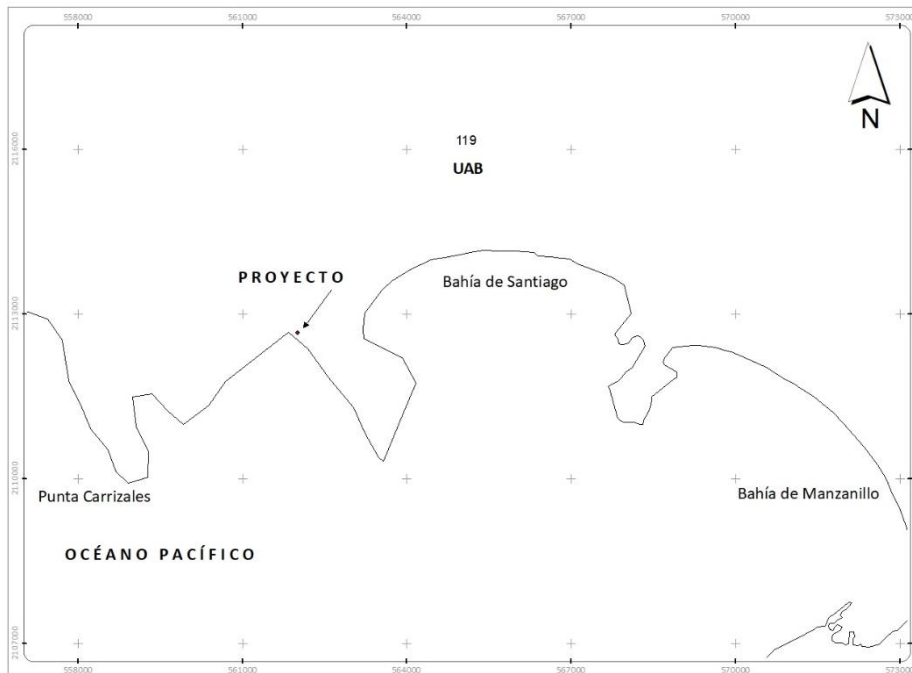 558000 561000 564000 567000 570000 573000
N
2116000
119
UAB
PROYECTO
Bahía de Santiago
2113000
2110000
Punta Carrizales
Bahía de Manzanillo
OCÉANO PACÍFICO
2107000
558000 561000 564000 567000 570000 573000